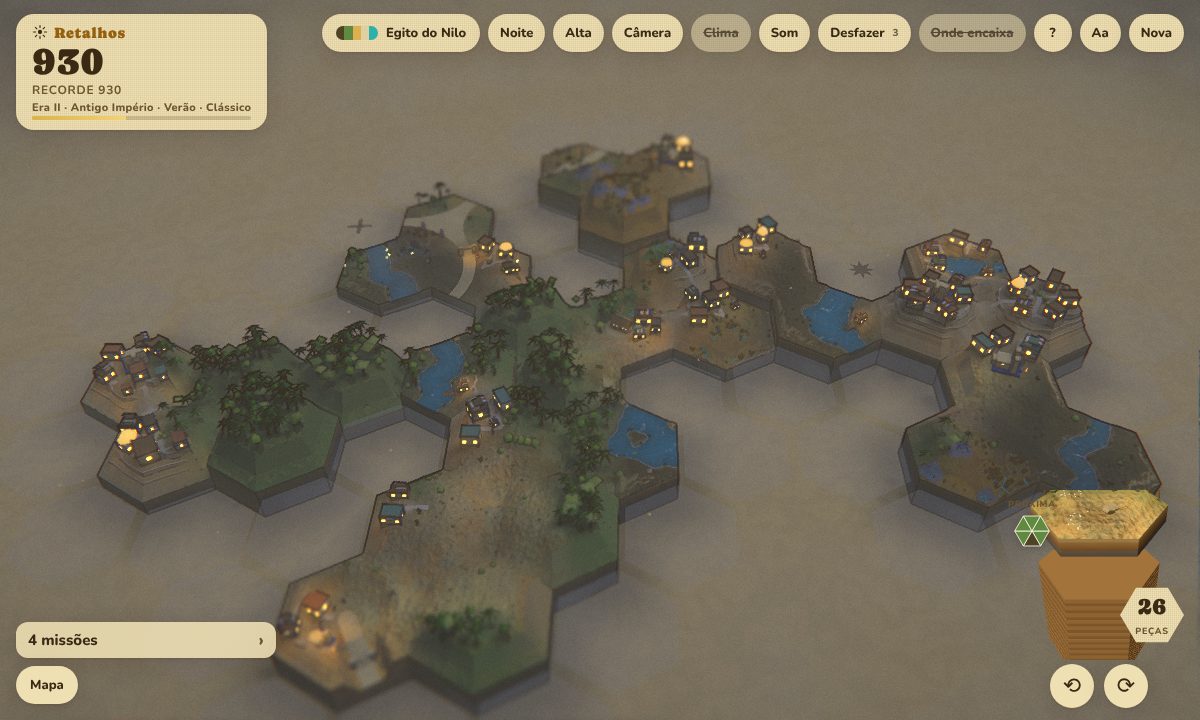 Retalhos
930
RECORDE 930
Era II · Antigo Império · Verão · Clássico
Egito do Nilo
Noite
Alta
Câmera
Clima
Som
Desfazer 3
Onde encaixa
?
Aa
Nova
PRÓXIMA
26
PEÇAS
4 missões ›
Mapa
⟲
⟳